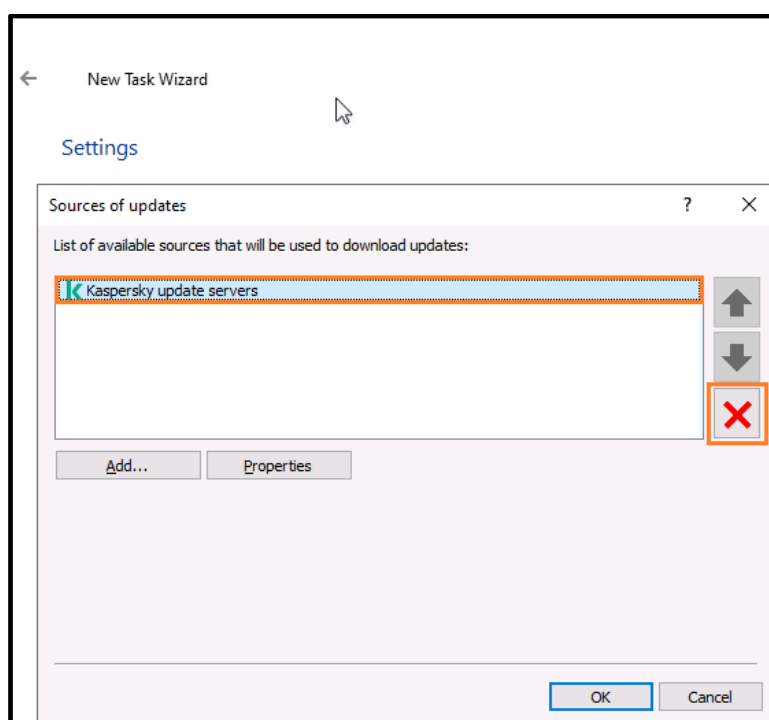 New Task Wizard
Settings
Sources of updates
?
List of available sources that will be used to download updates:
Kaspersky update servers
Add...
Properties
OK
Cancel